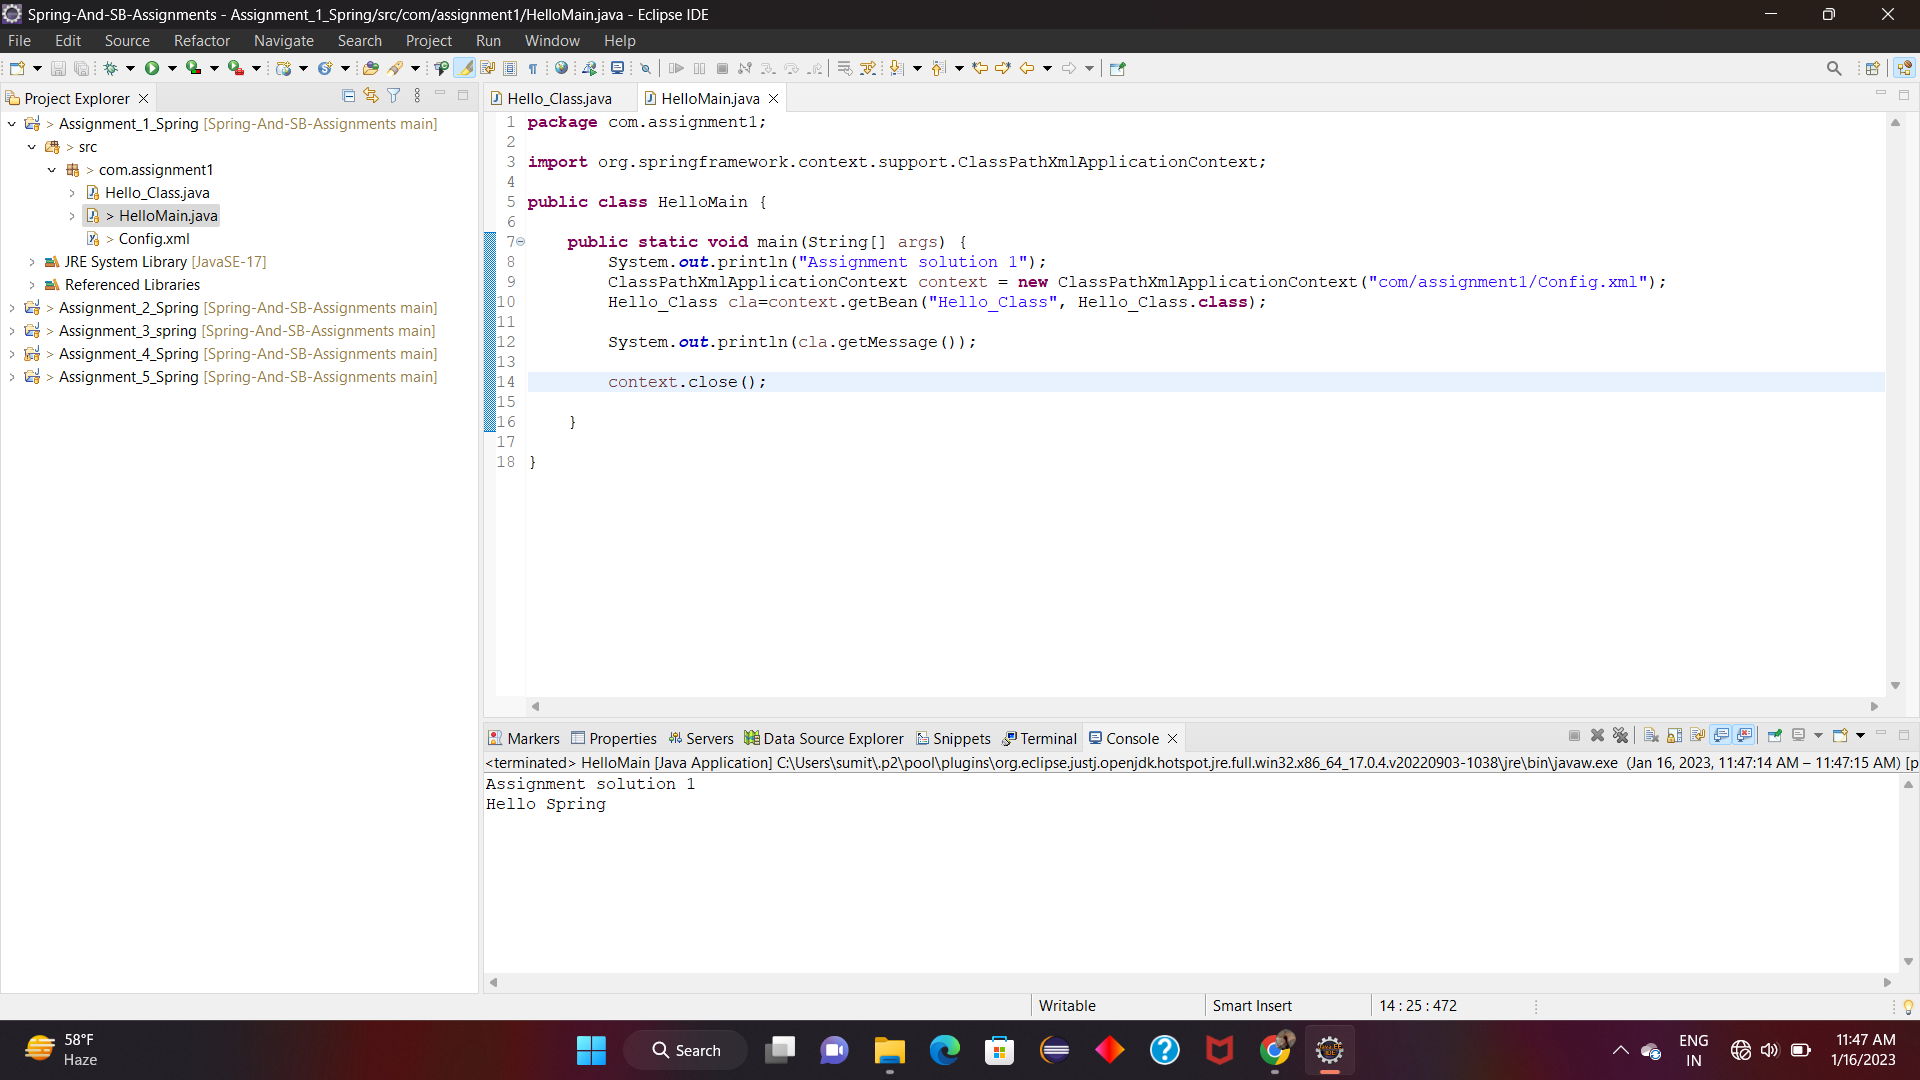 Spring-And-SB-Assignments - Assignment_1_Spring/src/com/assignment1/HelloMain.java - Eclipse IDE
File Edit Source Refactor Navigate Search Project Run Window Help
Project Explorer
> Assignment_1_Spring [Spring-And-SB-Assignments main]
> src
> com.assignment1
Hello_Class.java
> HelloMain.java
> Config.xml
JRE System Library [JavaSE-17]
Referenced Libraries
> Assignment_2_Spring [Spring-And-SB-Assignments main]
> Assignment_3_spring [Spring-And-SB-Assignments main]
> Assignment_4_Spring [Spring-And-SB-Assignments main]
> Assignment_5_Spring [Spring-And-SB-Assignments main]
Hello_Class.java HelloMain.java
1 package com.assignment1;
2
3 import org.springframework.context.support.ClassPathXmlApplicationContext;
4
5 public class HelloMain {
6
7 public static void main(String[] args) {
8 System.out.println("Assignment solution 1");
9 ClassPathXmlApplicationContext context = new ClassPathXmlApplicationContext("com/assignment1/Config.xml");
10 Hello_Class cla=context.getBean("Hello_Class", Hello_Class.class);
11
12 System.out.println(cla.getMessage());
13
14 context.close();
15
16 }
17
18 }
Markers Properties Servers Data Source Explorer Snippets Terminal Console
<terminated> HelloMain [Java Application] C:\Users\sumit\.p2\pool\plugins\org.eclipse.justj.openjdk.hotspot.jre.full.win32.x86_64_17.0.4.v20220903-1038\jre\bin\javaw.exe (Jan 16, 2023, 11:47:14 AM – 11:47:15 AM) [p
Assignment solution 1
Hello Spring
Writable Smart Insert 14 : 25 : 472
58°F
Haze
Search
ENG
IN
11:47 AM
1/16/2023